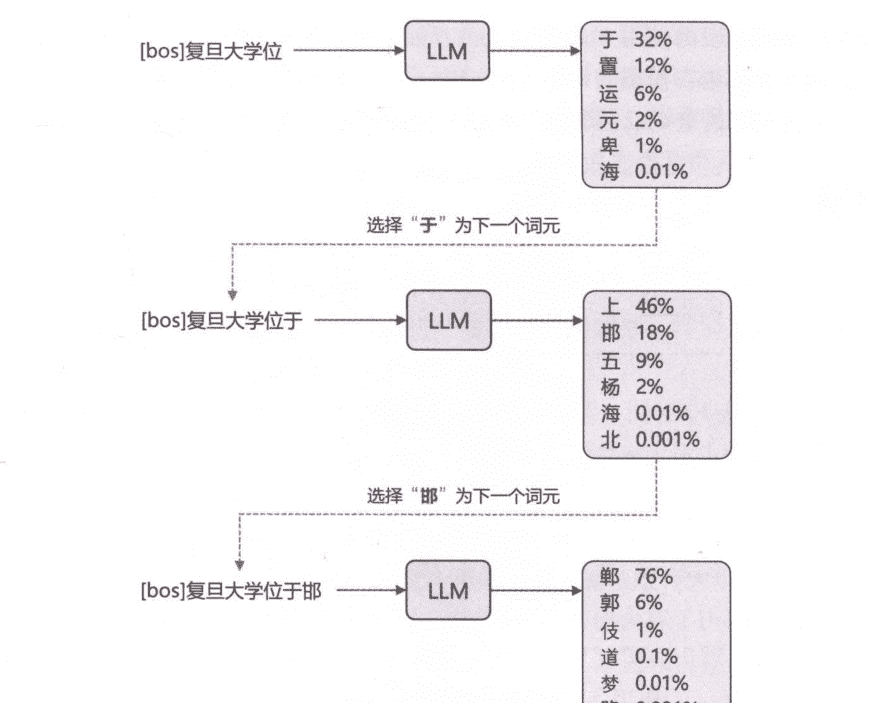 [bos]复旦大学位
LLM
于 32%
置 12%
运 6%
元 2%
卑 1%
海 0.01%
选择“于”为下一个词元
[bos]复旦大学位于
LLM
上 46%
邯 18%
五 9%
杨 2%
海 0.01%
北 0.001%
选择“邯”为下一个词元
[bos]复旦大学位于邯
LLM
郸 76%
郭 6%
伎 1%
道 0.1%
梦 0.01%